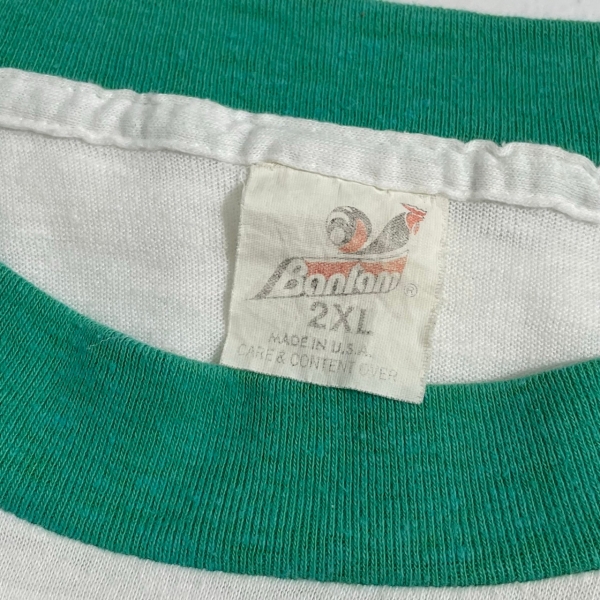 Bantam®
2XL
MADE IN U.S.A.
CARE & CONTENT OVER